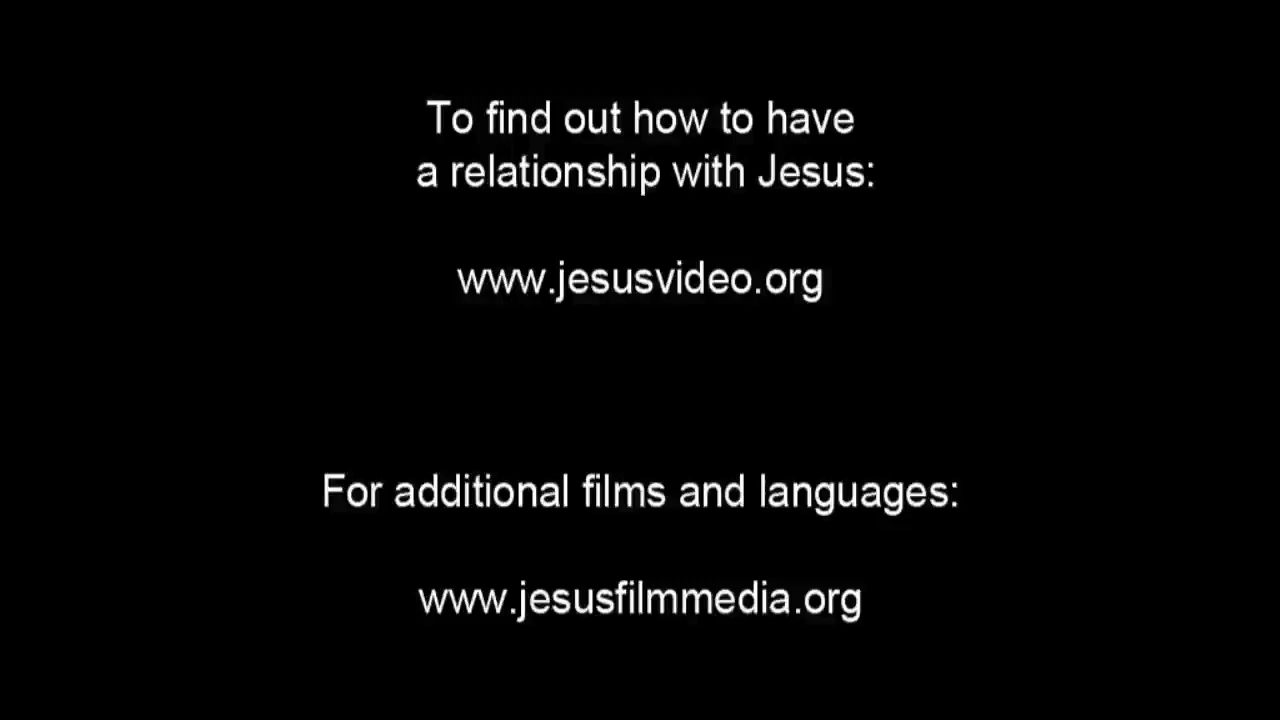 To find out how to have
a relationship with Jesus:
www.jesusvideo.org
For additional films and languages:
www.jesusfilmmedia.org